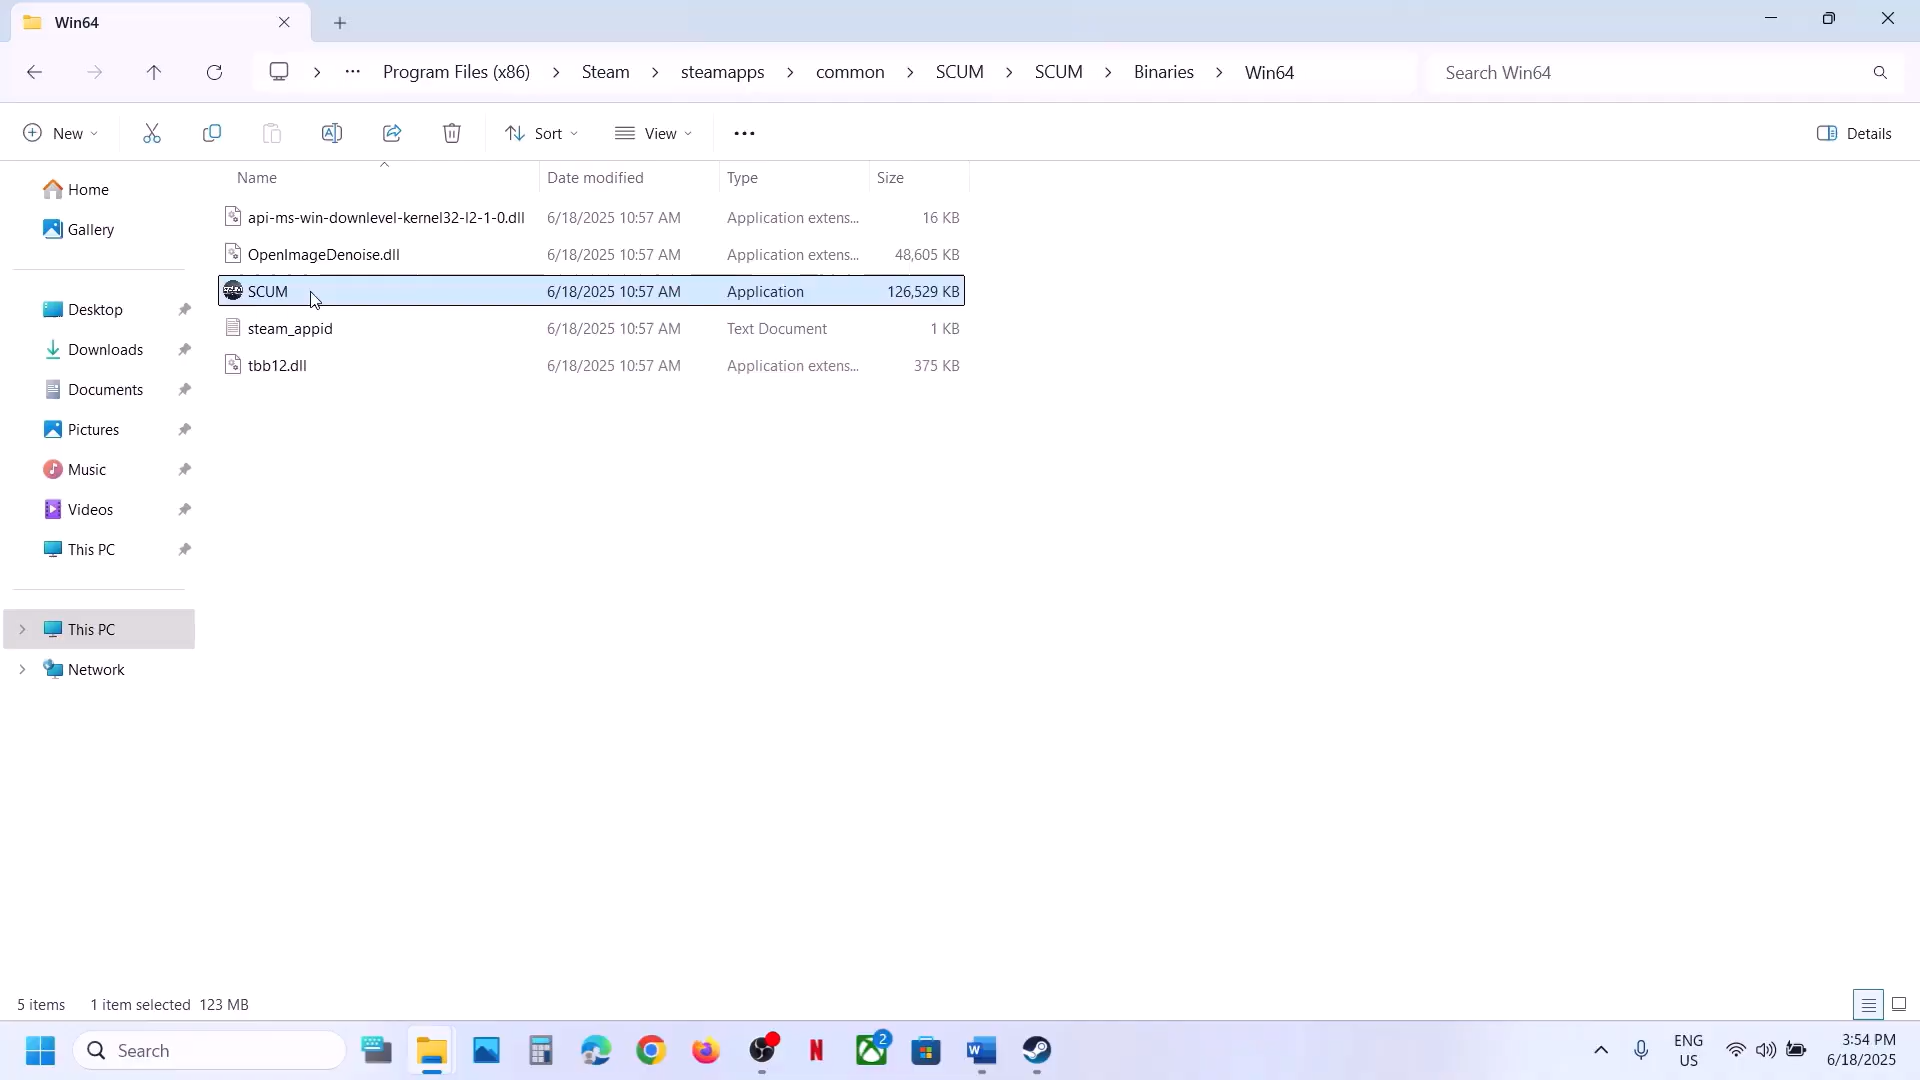 Win64
Program Files (x86) > Steam > steamapps > common > SCUM > SCUM > Binaries > Win64
Search Win64
New
Sort
View
Details
Name Date modified Type Size
api-ms-win-downlevel-kernel32-l2-1-0.dll 6/18/2025 10:57 AM Application extens... 16 KB
OpenImageDenoise.dll 6/18/2025 10:57 AM Application extens... 48,605 KB
SCUM 6/18/2025 10:57 AM Application 126,529 KB
steam_appid 6/18/2025 10:57 AM Text Document 1 KB
tbb12.dll 6/18/2025 10:57 AM Application extens... 375 KB
Home
Gallery
Desktop
Downloads
Documents
Pictures
Music
Videos
This PC
This PC
Network
5 items 1 item selected 123 MB
Search
2
ENG
US
3:54 PM
6/18/2025